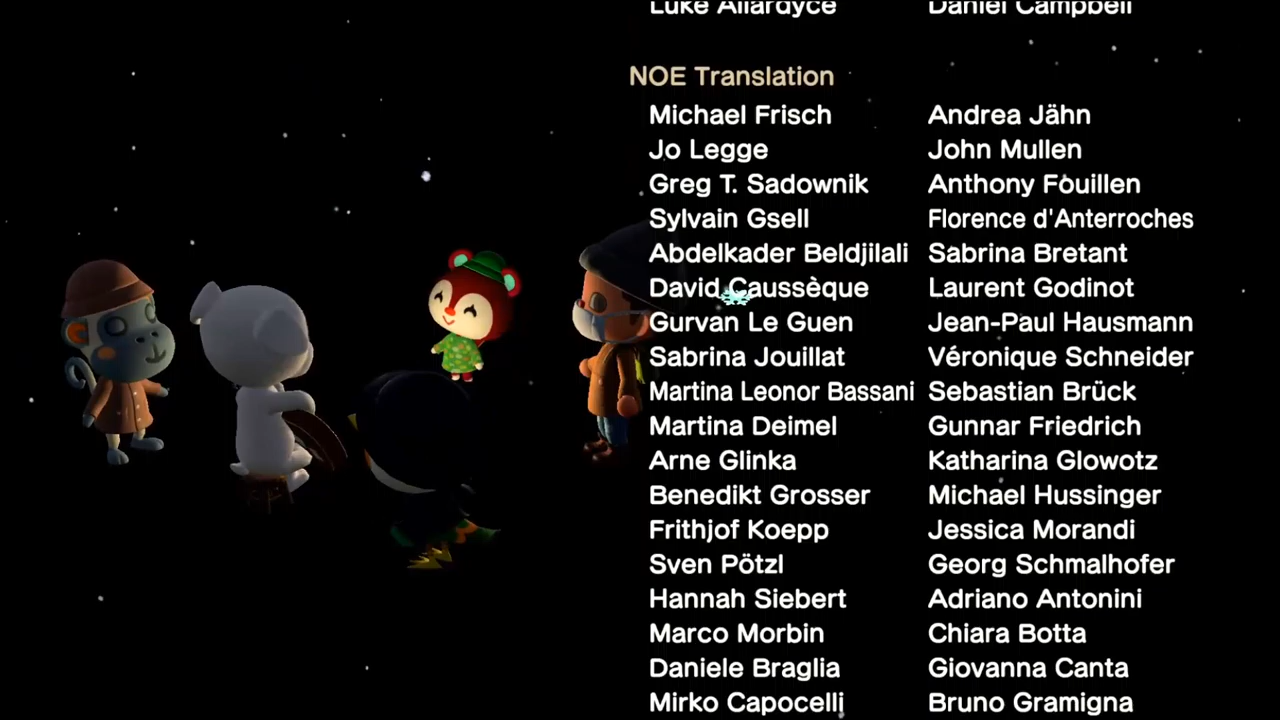 Luke Allardyce Daniel Campbell
NOE Translation
Michael Frisch Andrea Jähn
Jo Legge John Mullen
Greg T. Sadownik Anthony Fouillen
Sylvain Gsell Florence d'Anterroches
Abdelkader Beldjilali Sabrina Bretant
David Caussèque Laurent Godinot
Gurvan Le Guen Jean-Paul Hausmann
Sabrina Jouillat Véronique Schneider
Martina Leonor Bassani Sebastian Brück
Martina Deimel Gunnar Friedrich
Arne Glinka Katharina Glowotz
Benedikt Grosser Michael Hussinger
Frithjof Koepp Jessica Morandi
Sven Pötzl Georg Schmalhofer
Hannah Siebert Adriano Antonini
Marco Morbin Chiara Botta
Daniele Braglia Giovanna Canta
Mirko Capocelli Bruno Gramigna